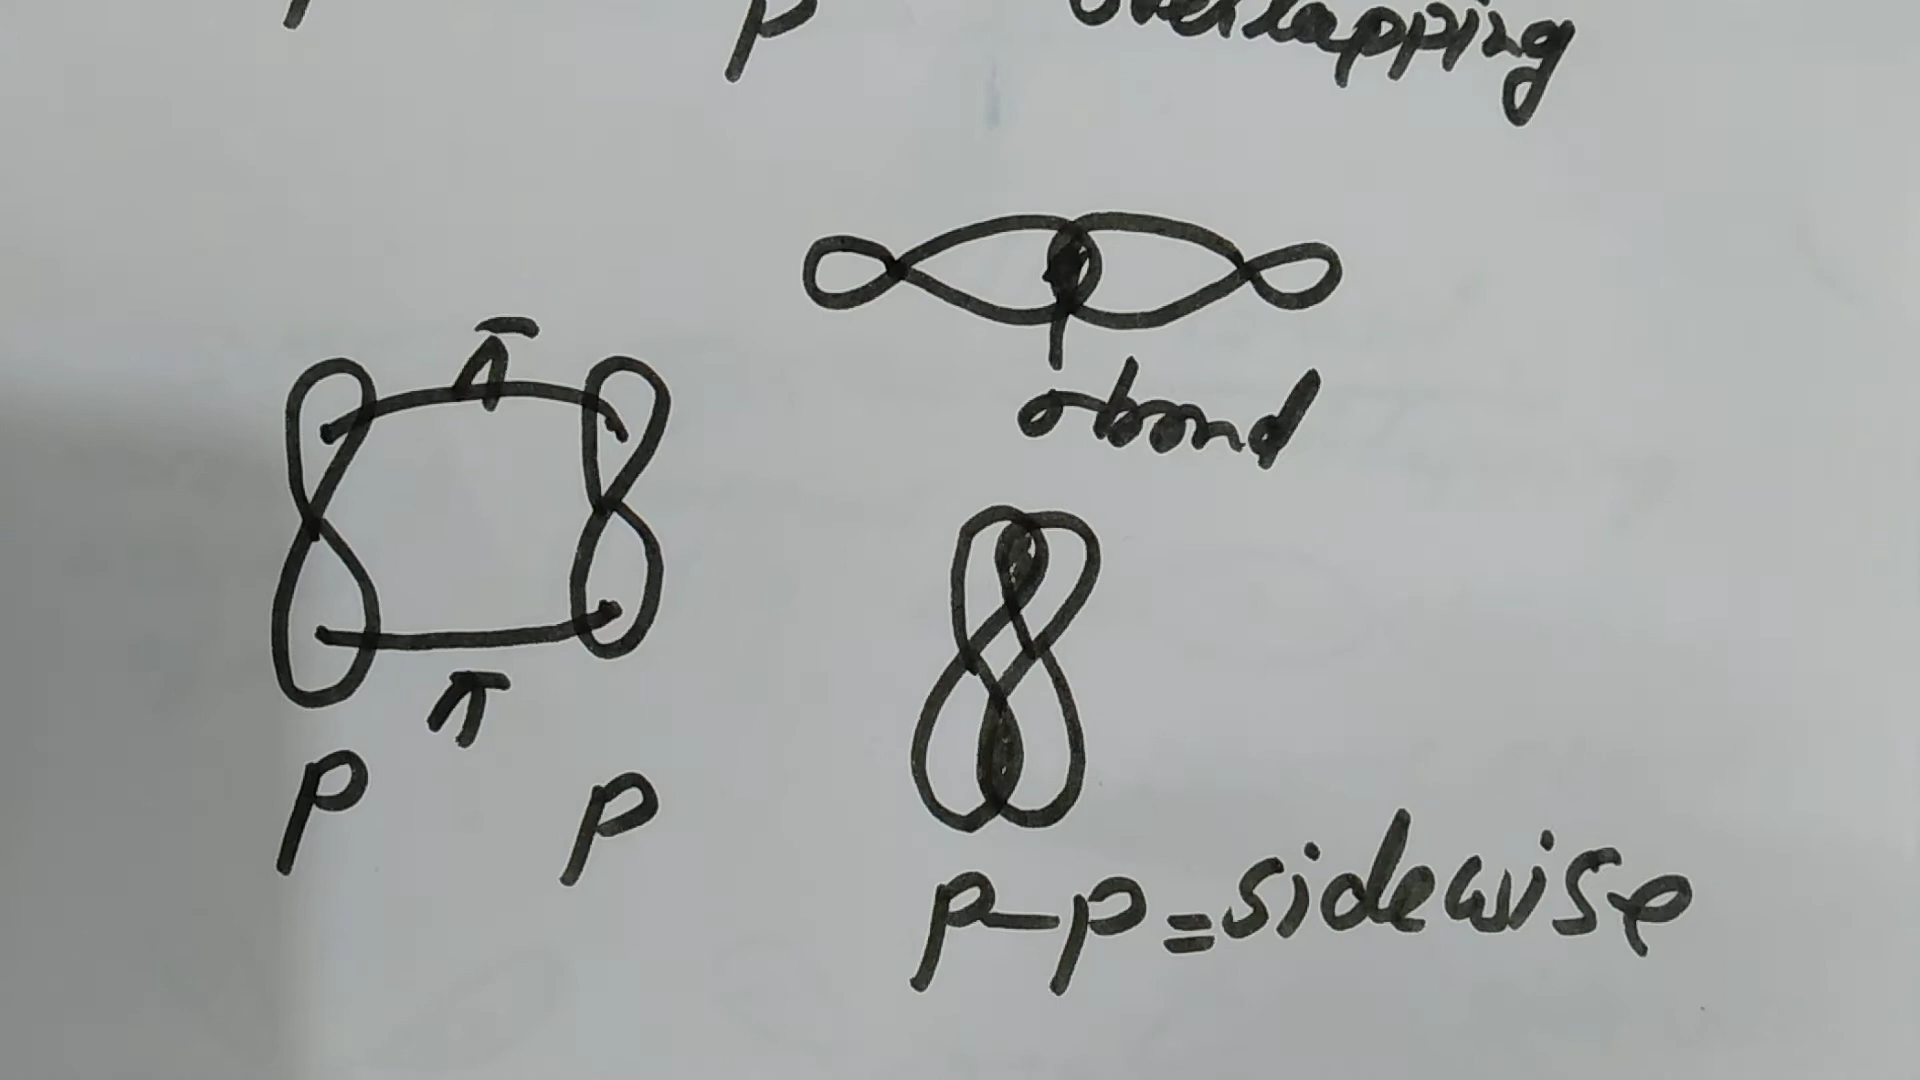 p overlapping
π
σ bond
π
p p
p-p = sidewise